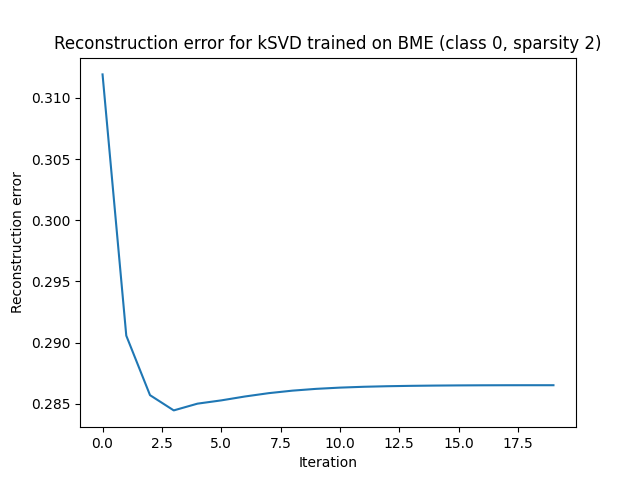 Reconstruction error for kSVD trained on BME (class 0, sparsity 2)
0.310
0.305
0.300
0.295
0.290
0.285
Reconstruction error
0.0 2.5 5.0 7.5 10.0 12.5 15.0 17.5
Iteration